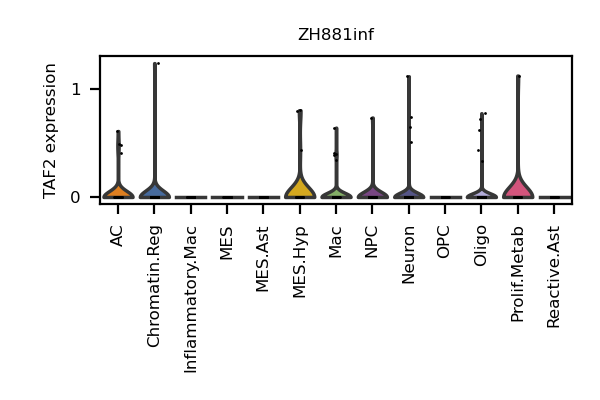 ZH881inf
TAF2 expression
1
0
AC
Chromatin.Reg
Inflammatory.Mac
MES
MES.Ast
MES.Hyp
Mac
NPC
Neuron
OPC
Oligo
Prolif.Metab
Reactive.Ast